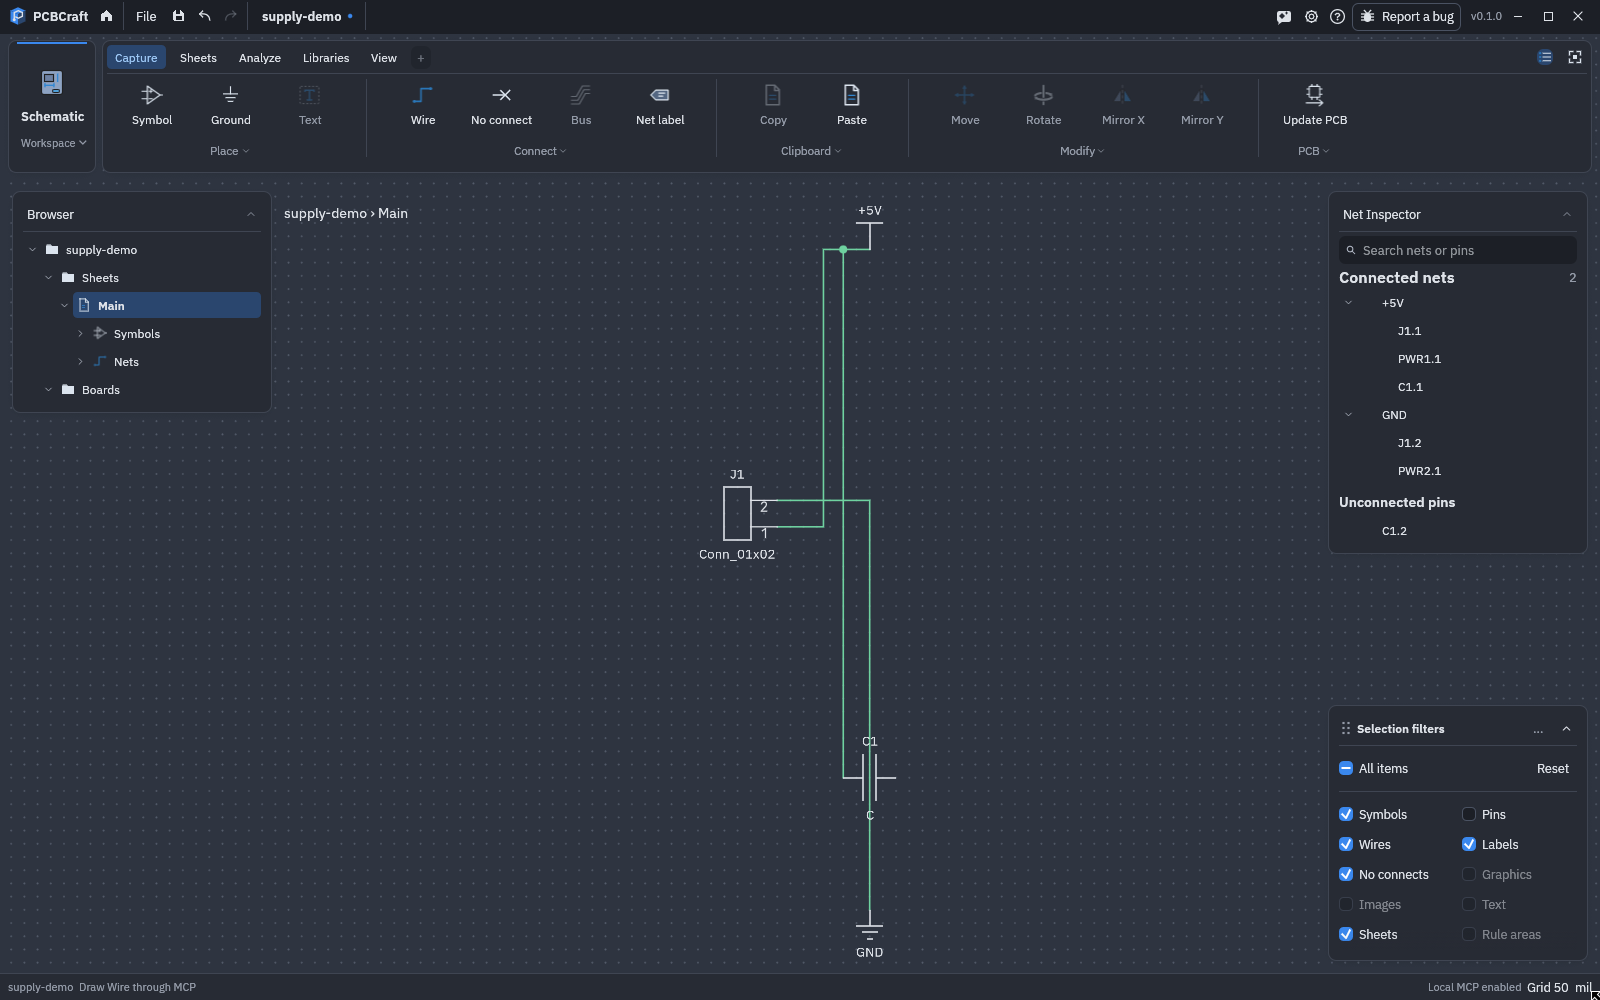 PCBCraft
File
supply-demo
Report a bug
v0.1.0
Schematic
Workspace
Capture
Sheets
Analyze
Libraries
View
+
Symbol
Ground
Text
Place
Wire
No connect
Bus
Net label
Connect
Copy
Paste
Clipboard
Move
Rotate
Mirror X
Mirror Y
Modify
Update PCB
PCB
Browser
supply-demo
Sheets
Main
Symbols
Nets
Boards
supply-demo › Main
+5V
J1
2
1
Conn_01x02
C1
C
GND
Net Inspector
Search nets or pins
Connected nets 2
+5V
J1.1
PWR1.1
C1.1
GND
J1.2
PWR2.1
Unconnected pins
C1.2
Selection filters ...
All items Reset
Symbols Pins
Wires Labels
No connects Graphics
Images Text
Sheets Rule areas
supply-demo Draw Wire through MCP
Local MCP enabled Grid 50 mil